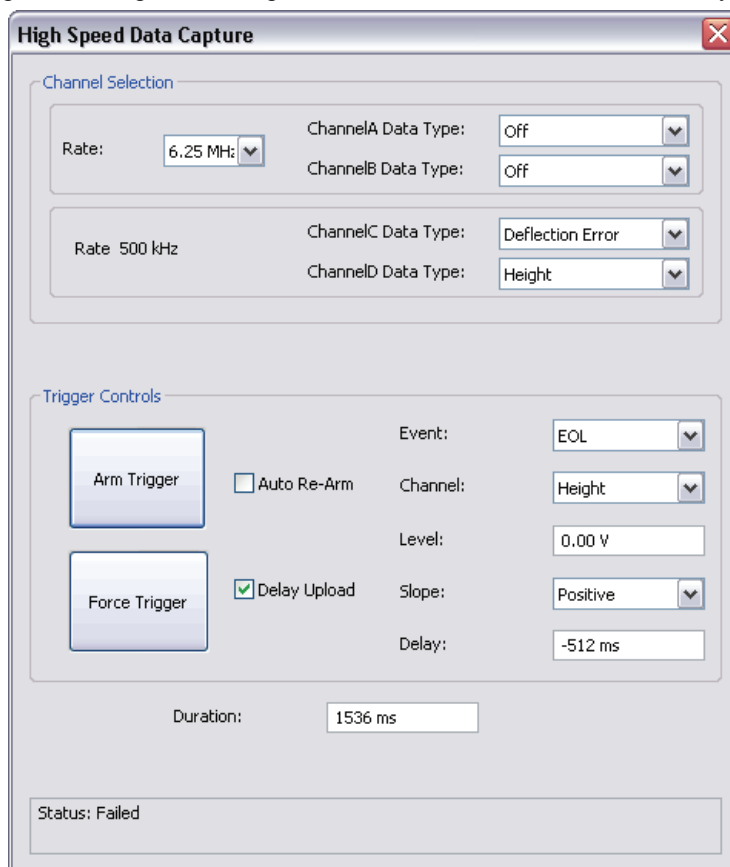 High Speed Data Capture
Channel Selection
Rate: 6.25 MHz
ChannelA Data Type: Off
ChannelB Data Type: Off
Rate 500 kHz
ChannelC Data Type: Deflection Error
ChannelD Data Type: Height
Trigger Controls
Arm Trigger
Auto Re-Arm
Force Trigger
Delay Upload
Event: EOL
Channel: Height
Level: 0.00 V
Slope: Positive
Delay: -512 ms
Duration: 1536 ms
Status: Failed